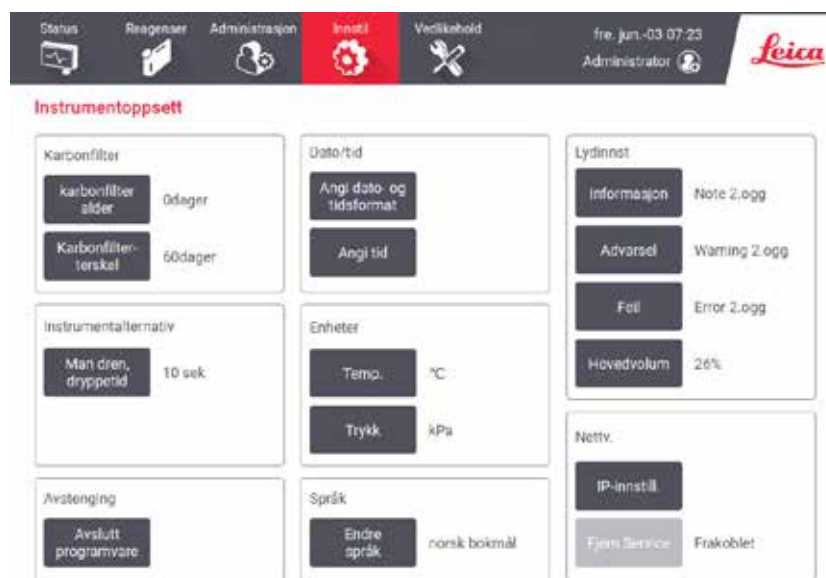 Status
Reagenser
Administrasjon
Innstil
Vedlikehold
fre. jun.-03 07:23
Administrator
Leica
Instrumentoppsett
Karbonfilter
karbonfilter
alder
0dager
Karbonfilter-
terskel
60dager
Dato/tid
Angi dato- og
tidsformat
Angi tid
Lydinnst
Informasjon
Note 2.ogg
Advarsel
Warning 2.ogg
Feil
Error 2.ogg
Hovedvolum
26%
Instrumentalternativ
Man dren,
dryppetid
10 sek
Enheter
Temp.
°C
Trykk
kPa
Nettv.
IP-innstill.
Fjern Service
Frakoblet
Avstenging
Avslutt
programvare
Språk
Endre
språk
norsk bokmål